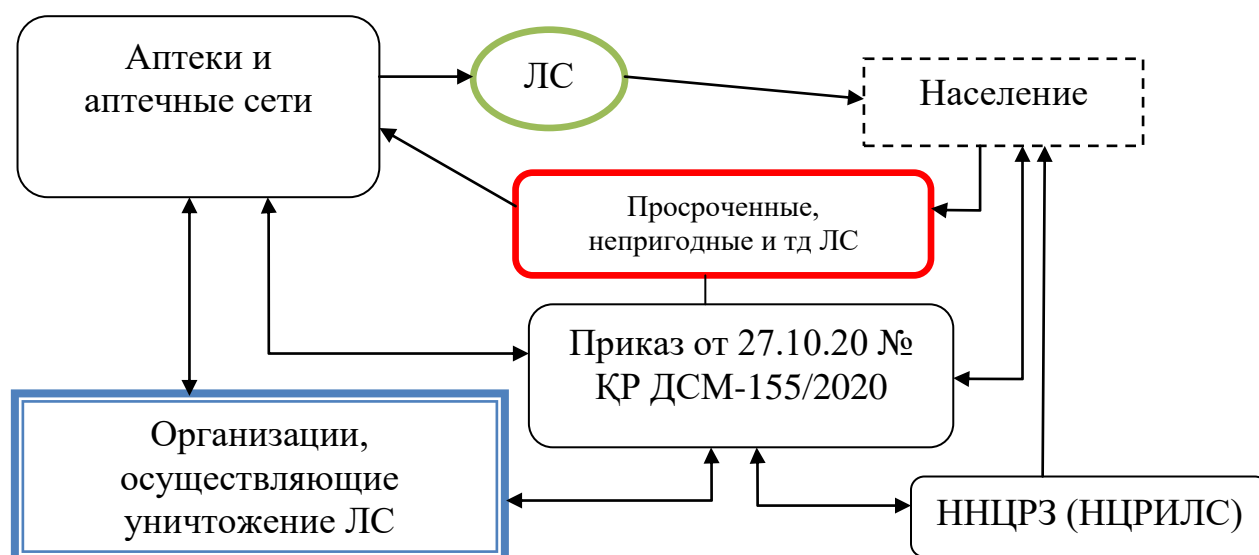 Аптеки и
аптечные сети
ЛС
Население
Просроченные,
непригодные и тд ЛС
Приказ от 27.10.20 №
ҚР ДСМ-155/2020
Организации,
осуществляющие
уничтожение ЛС
ННЦРЗ (НЦРИЛС)